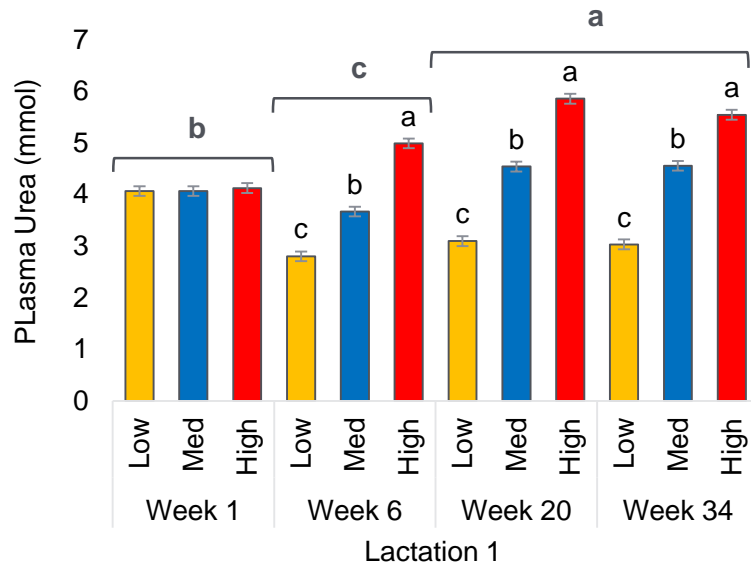 PLasma Urea (mmol)
7
6
5
4
3
2
1
0
b
c
a
c
b
a
c
b
a
c
b
a
Low Med High Low Med High Low Med High Low Med High
Week 1 Week 6 Week 20 Week 34
Lactation 1